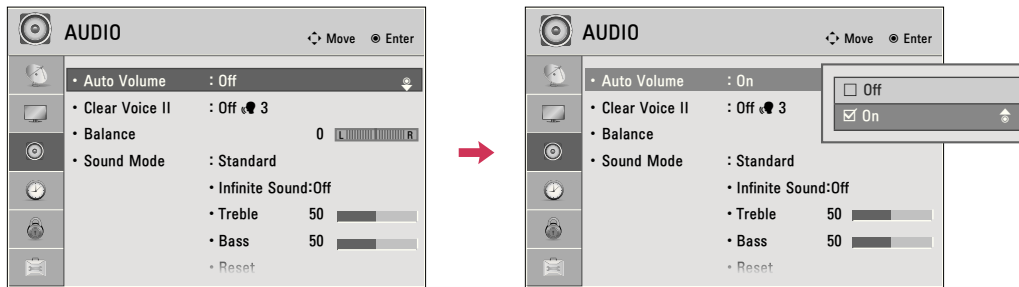 AUDIO
Move
Enter
• Auto Volume : Off
• Clear Voice II : Off 3
• Balance 0 L R
• Sound Mode : Standard
• Infinite Sound:Off
• Treble 50
• Bass 50
• Reset
AUDIO
Move
Enter
• Auto Volume : On
• Clear Voice II : Off 3
• Balance
• Sound Mode : Standard
• Infinite Sound:Off
• Treble 50
• Bass 50
• Reset
☐ Off
☑ On